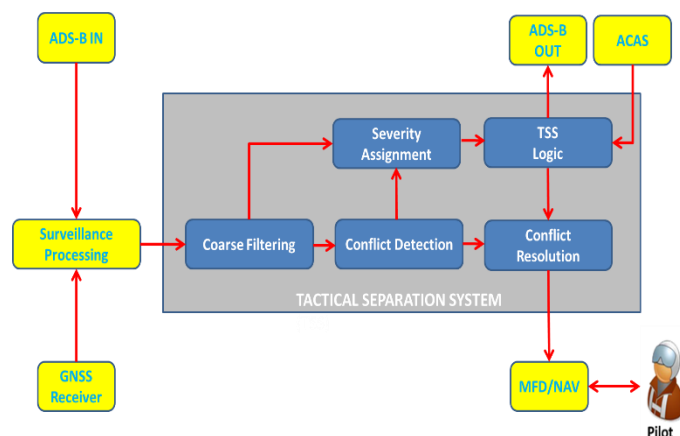 ADS-B IN
ADS-B
OUT
ACAS
Severity
Assignment
TSS
Logic
Surveillance
Processing
Coarse Filtering
Conflict Detection
Conflict
Resolution
TACTICAL SEPARATION SYSTEM
GNSS
Receiver
MFD/NAV
Pilot